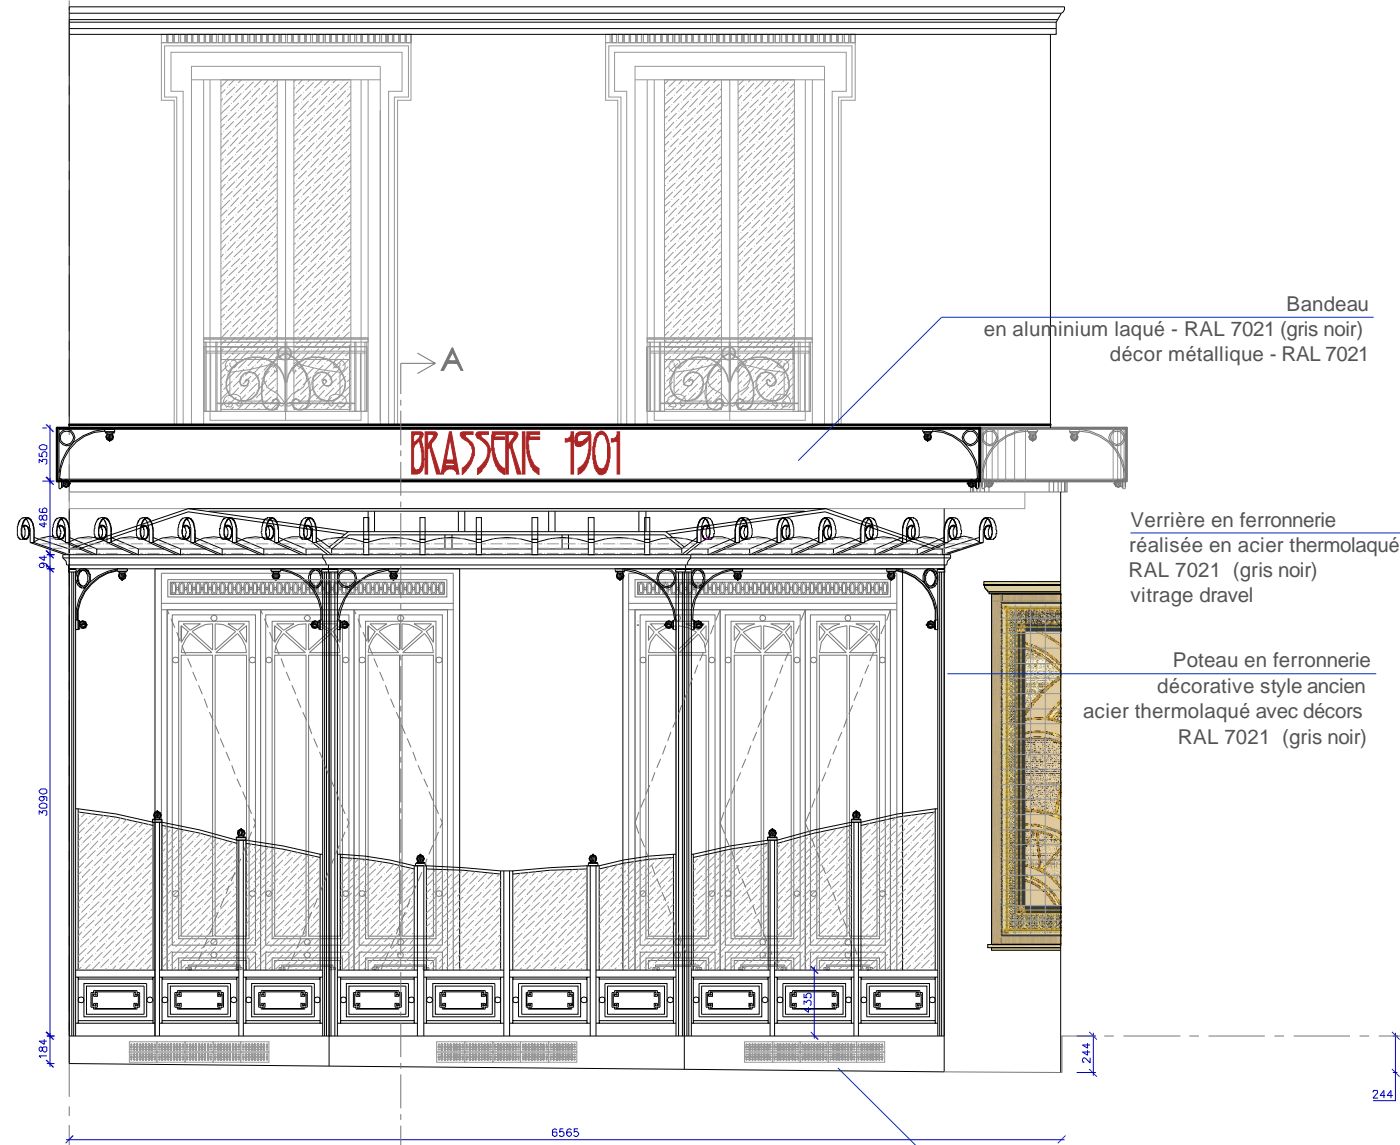 Bandeau
en aluminium laqué - RAL 7021 (gris noir)
décor métallique - RAL 7021
A
BRASSERIE 1901
350
486
94
Verrière en ferronnerie
réalisée en acier thermolaqué
RAL 7021 (gris noir)
vitrage dravel
Poteau en ferronnerie
décorative style ancien
acier thermolaqué avec décors
RAL 7021 (gris noir)
3090
435
184
244
244
6565